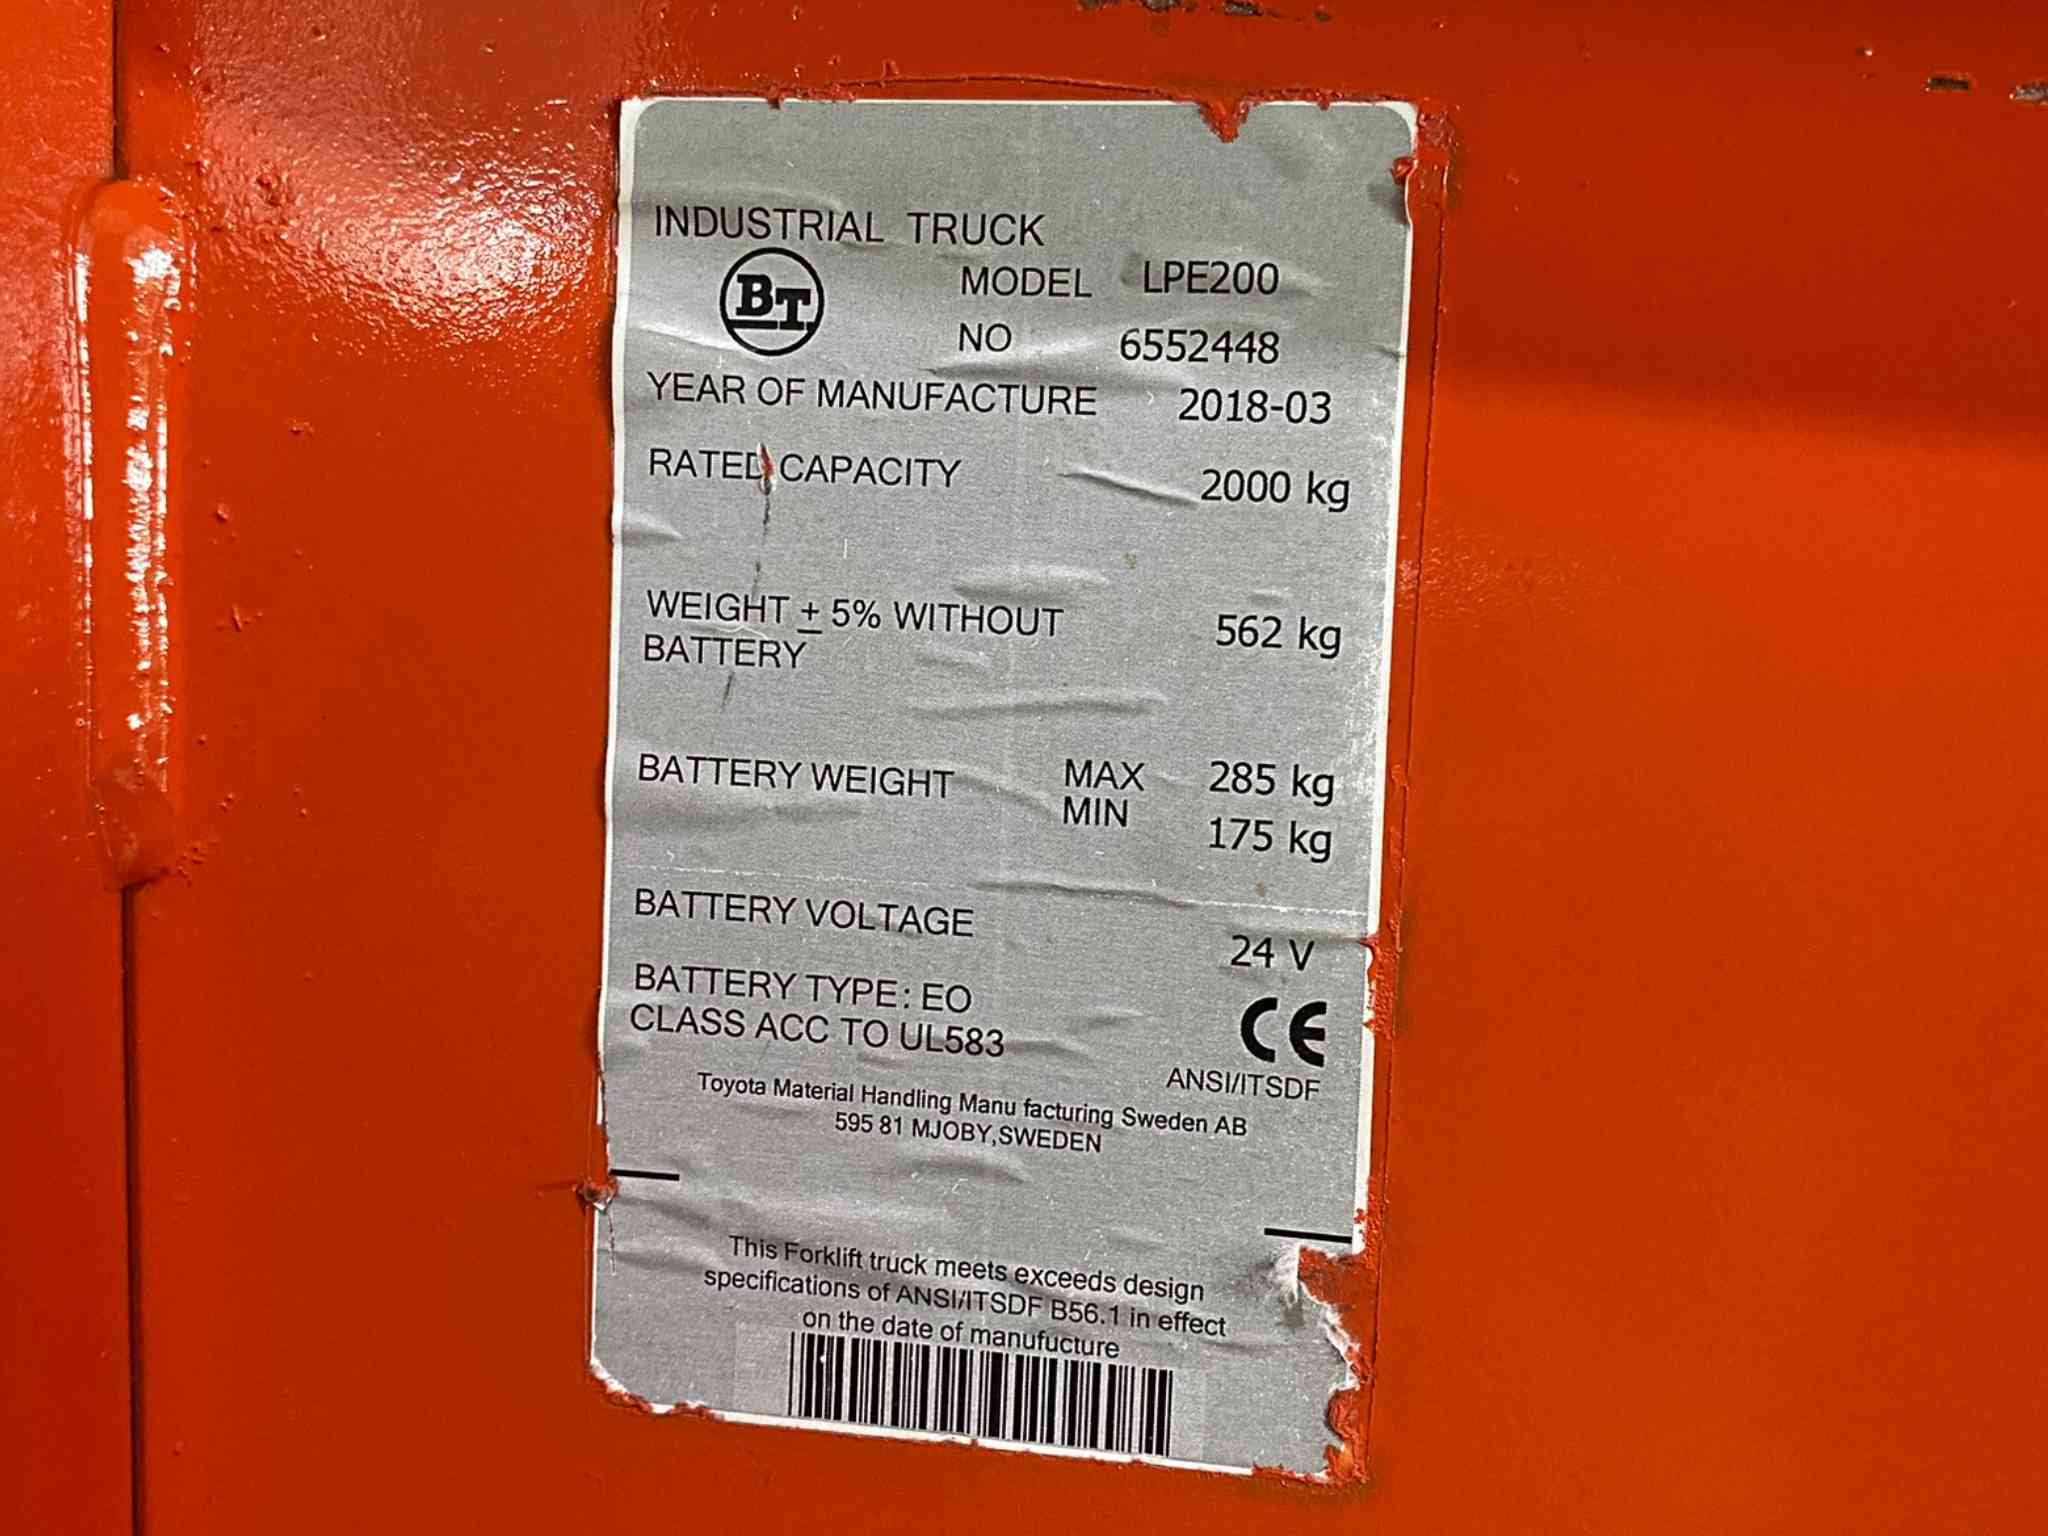 INDUSTRIAL TRUCK
BT
MODEL LPE200
NO 6552448
YEAR OF MANUFACTURE 2018-03
RATED CAPACITY 2000 kg
WEIGHT ± 5% WITHOUT 562 kg
BATTERY
BATTERY WEIGHT MAX 285 kg
MIN 175 kg
BATTERY VOLTAGE
24 V
BATTERY TYPE: EO
CLASS ACC TO UL583
CE
ANSI/ITSDF
Toyota Material Handling Manu facturing Sweden AB
595 81 MJOBY,SWEDEN
This Forklift truck meets exceeds design
specifications of ANSI/ITSDF B56.1 in effect
on the date of manufucture